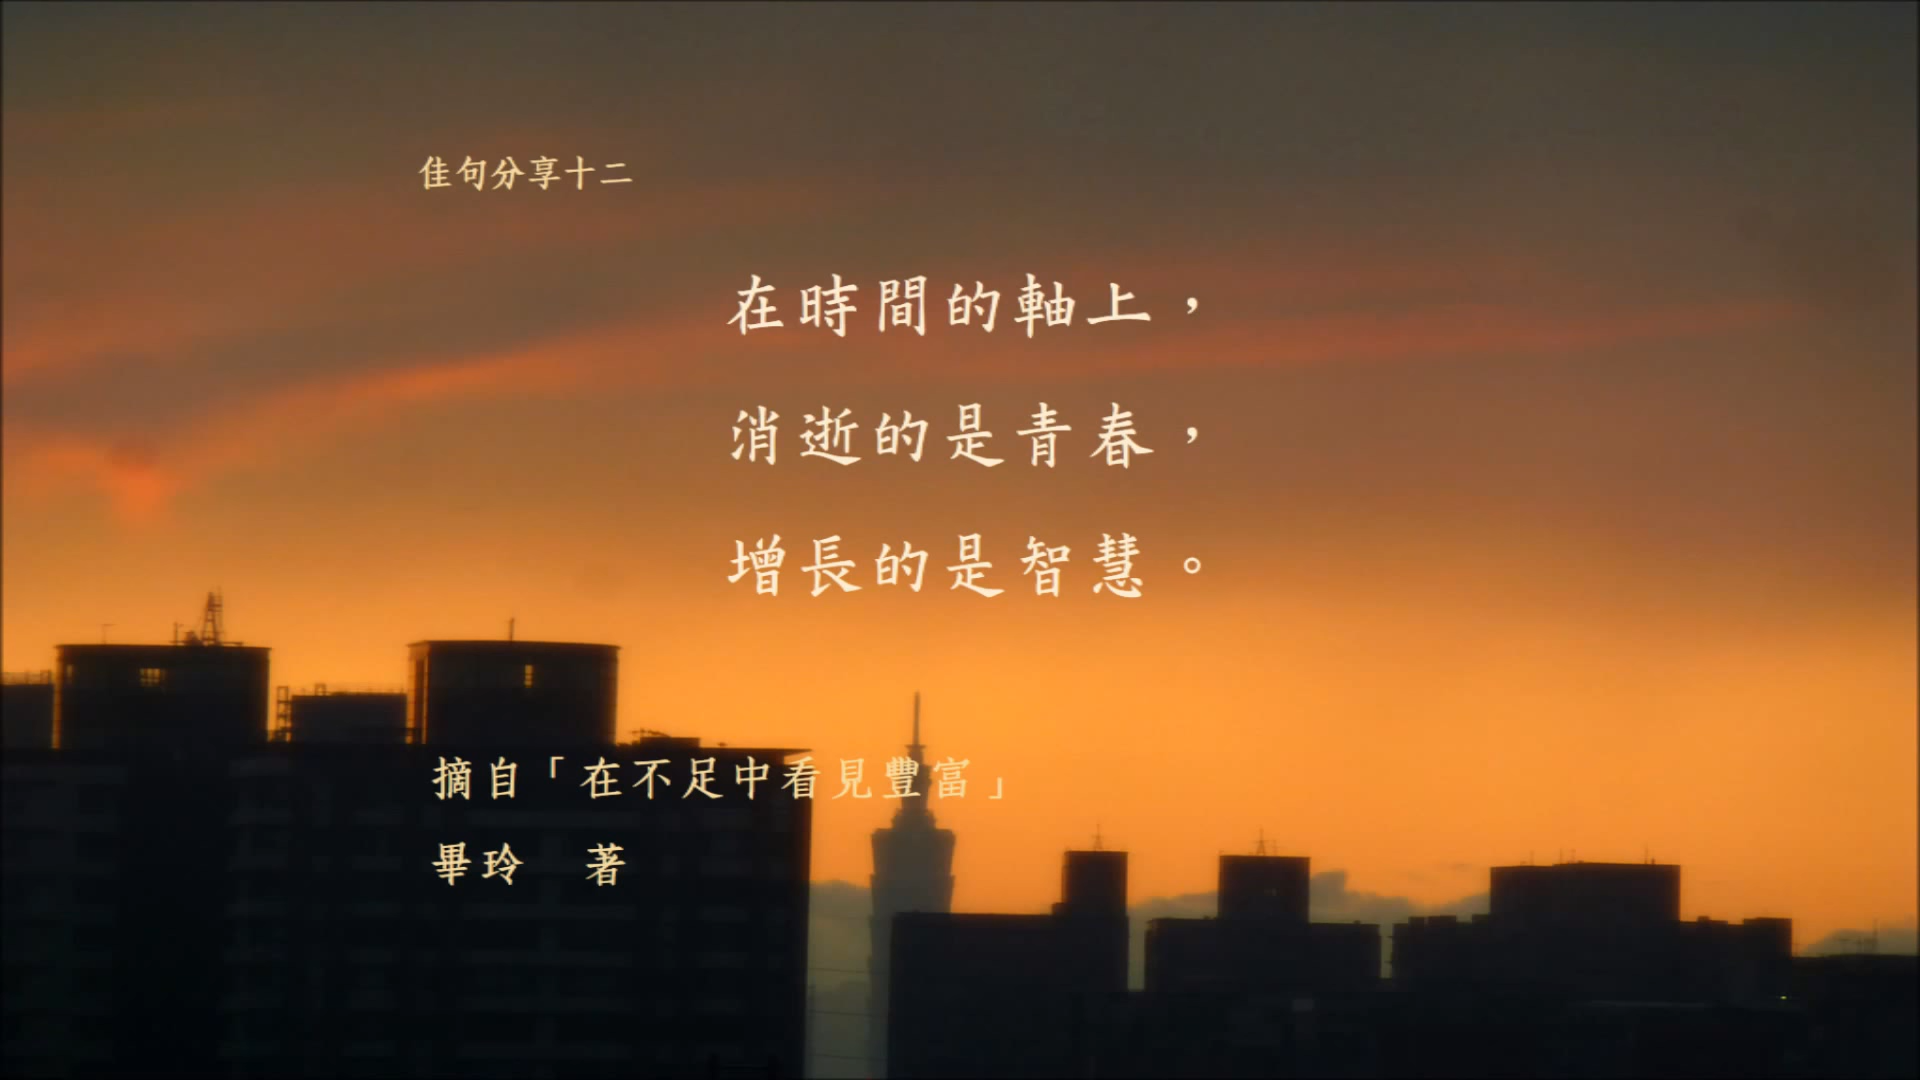 佳句分享十二
在時間的軸上，
消逝的是青春，
增長的是智慧。
摘自「在不足中看見豐富」
畢玲　著